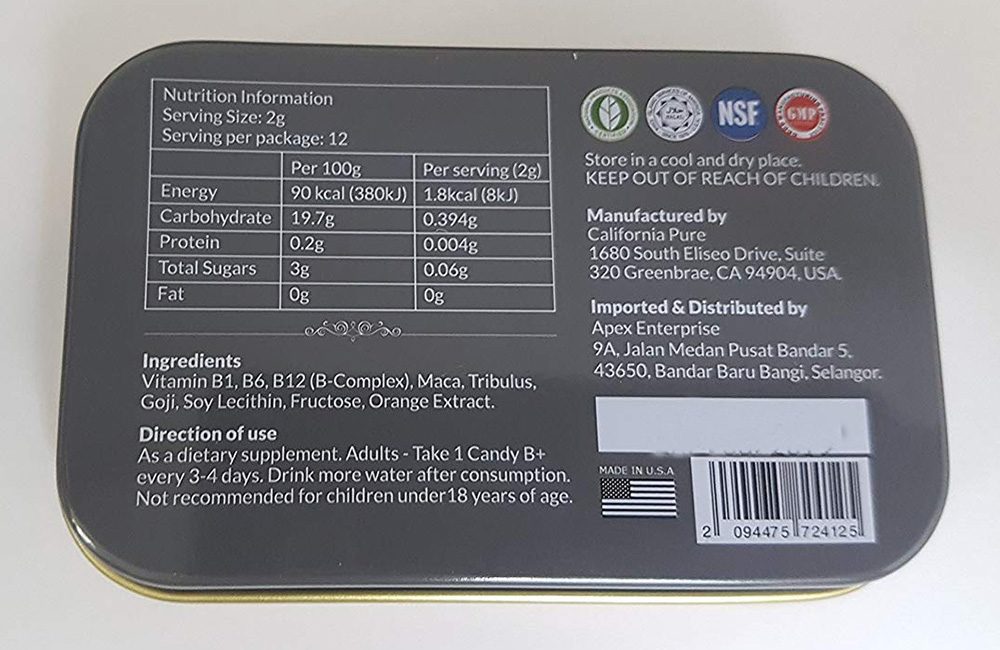 Nutrition Information
Serving Size: 2g
Serving per package: 12
Per 100g Per serving (2g)
Energy 90 kcal (380kJ) 1.8kcal (8kJ)
Carbohydrate 19.7g 0.394g
Protein 0.2g 0.004g
Total Sugars 3g 0.06g
Fat 0g 0g
Ingredients
Vitamin B1, B6, B12 (B-Complex), Maca, Tribulus,
Goji, Soy Lecithin, Fructose, Orange Extract.
Direction of use
As a dietary supplement. Adults - Take 1 Candy B+
every 3-4 days. Drink more water after consumption.
Not recommended for children under18 years of age.
NSF
GMP
Store in a cool and dry place.
KEEP OUT OF REACH OF CHILDREN.
Manufactured by
California Pure
1680 South Eliseo Drive, Suite
320 Greenbrae, CA 94904, USA.
Imported & Distributed by
Apex Enterprise
9A, Jalan Medan Pusat Bandar 5,
43650, Bandar Baru Bangi, Selangor.
MADE IN U.S.A
2 094475 724125